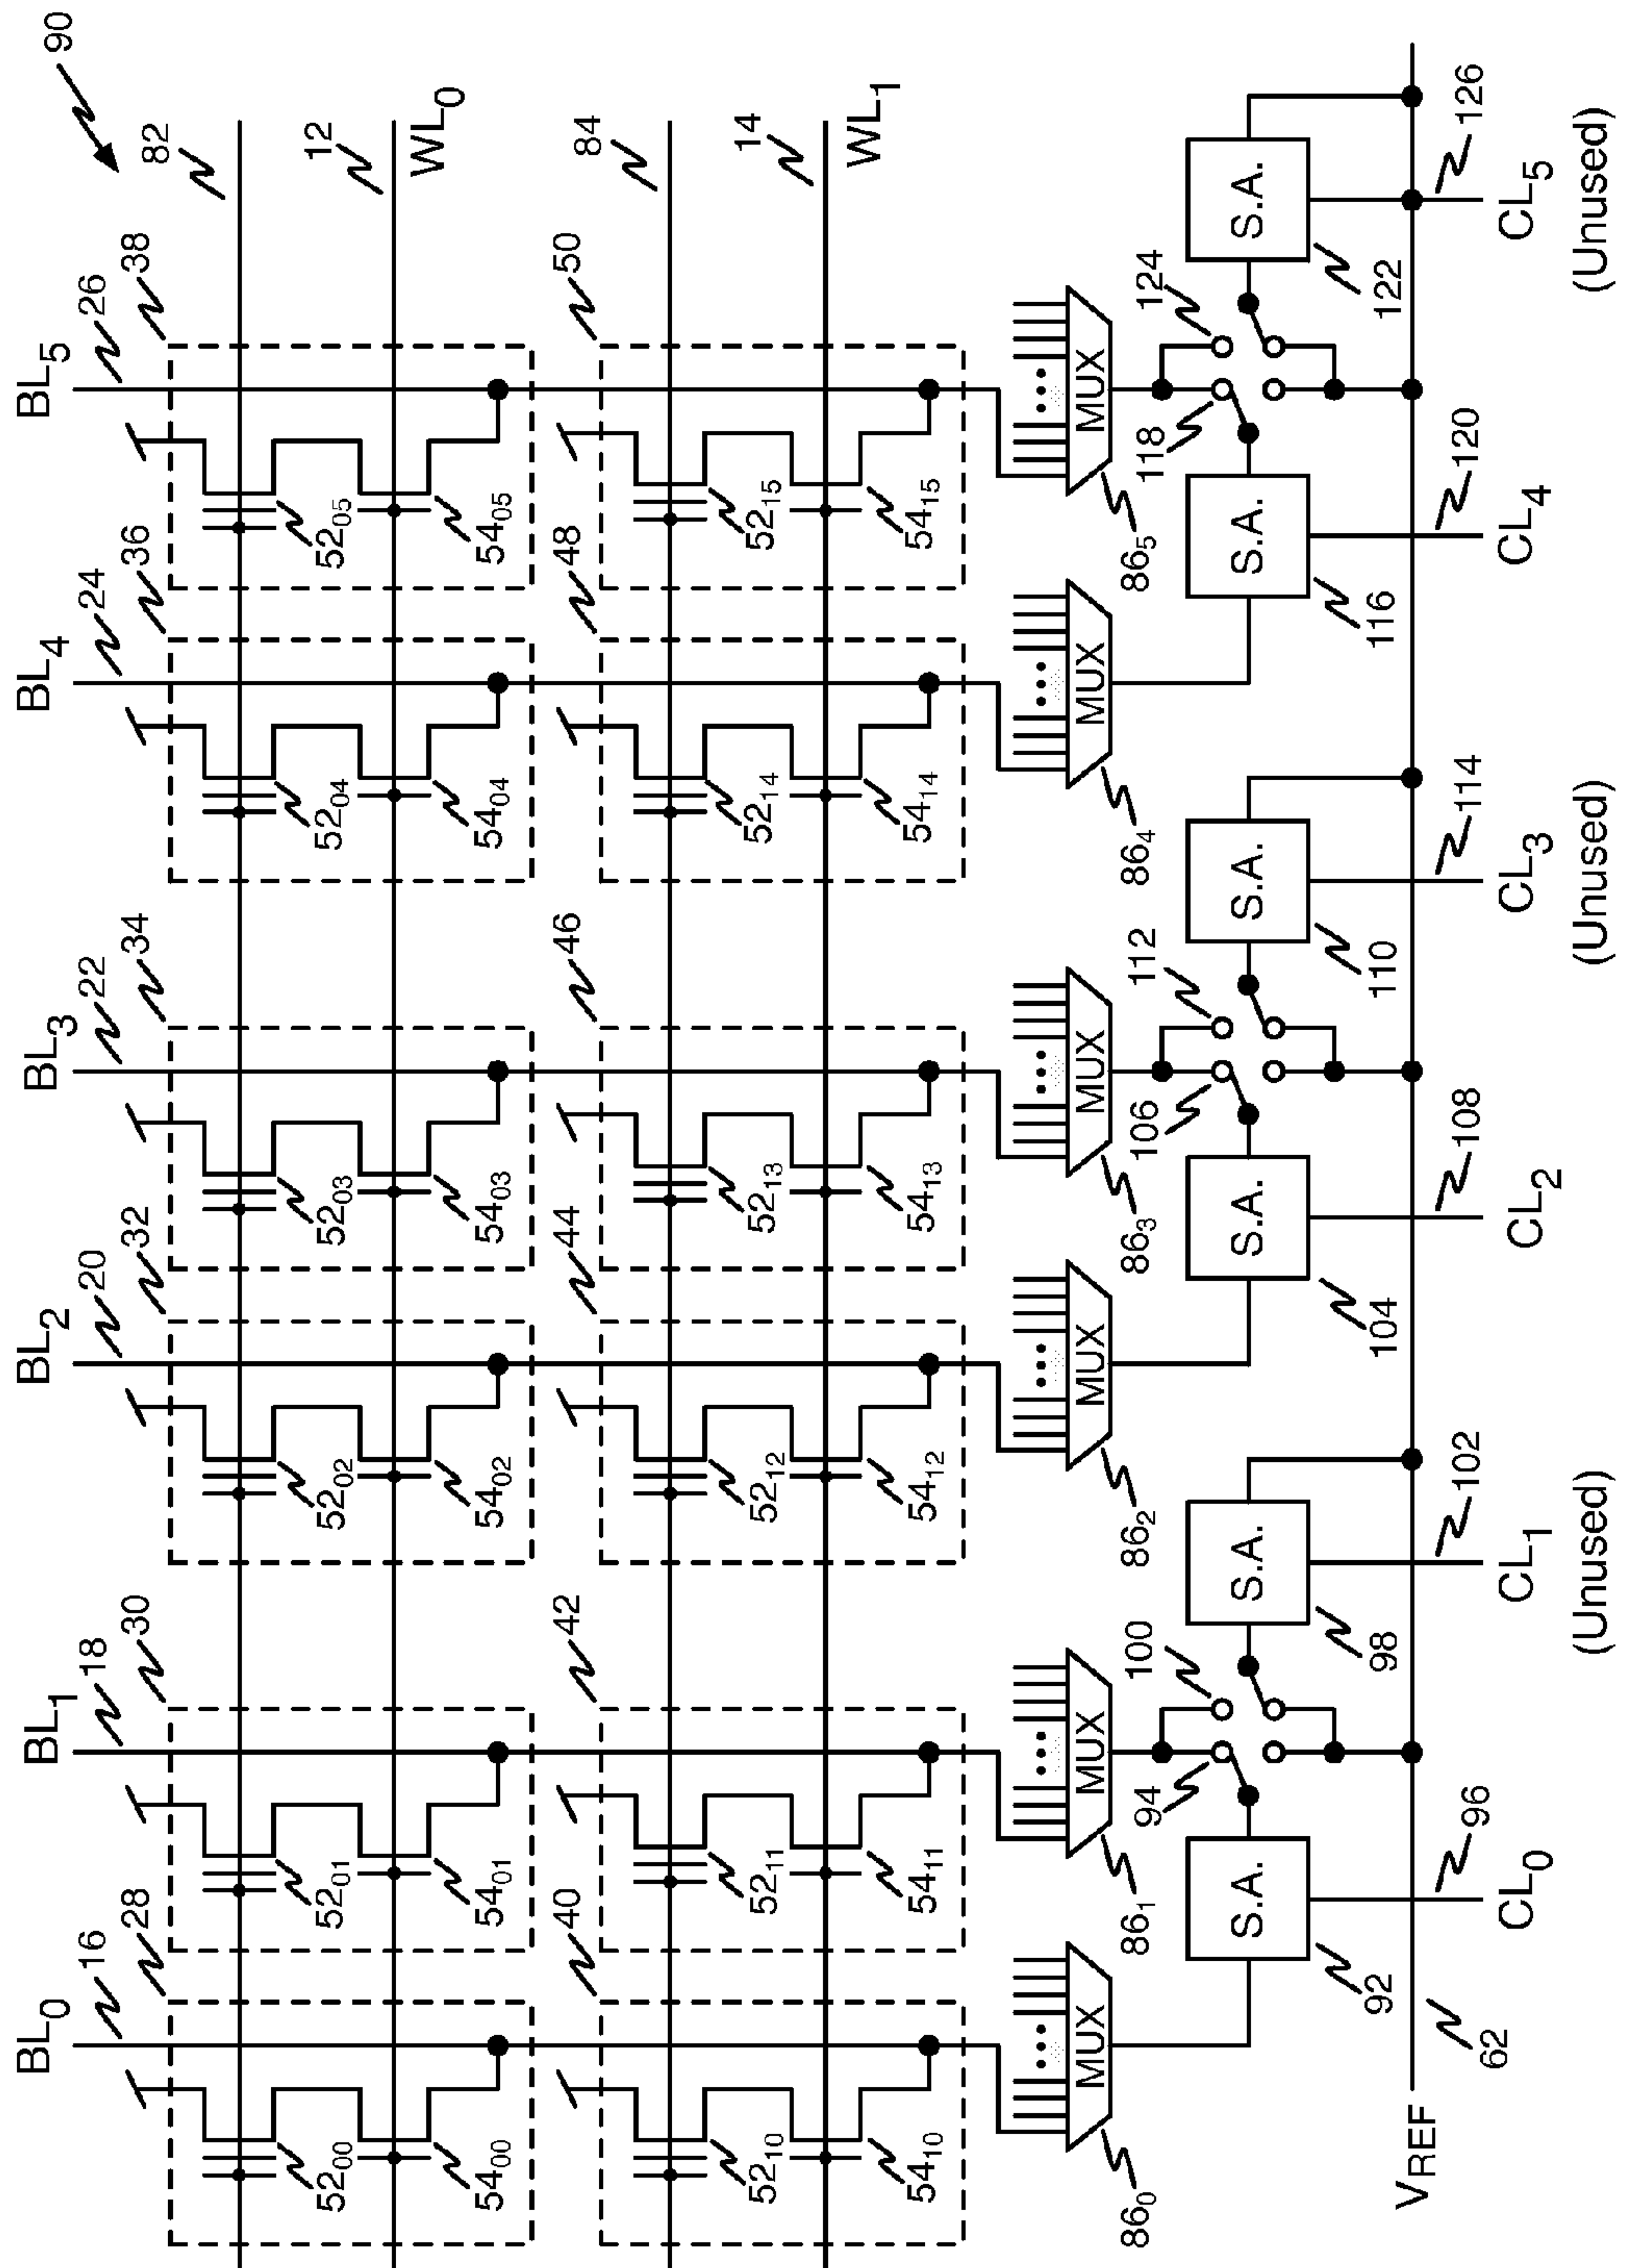 90
BL0 16 28
BL1 18 30
BL2 20 32
BL3 22 34
BL4 24 36
BL5 26 38
82
12
WL0
5200 5201 5202 5203 5204 5205
5400 5401 5402 5403 5404 5405
40 42 44 46 48 50
84
14
WL1
5210 5211 5212 5213 5214 5215
5410 5411 5412 5413 5414 5415
MUX MUX MUX MUX MUX MUX
860 861 862 863 864 865
94 100 106 112 118 124
S.A. S.A. S.A. S.A. S.A. S.A.
92 98 104 110 116 122
VREF
62
96 102 108 114 120 126
CL0 CL1 CL2 CL3 CL4 CL5
(Unused) (Unused) (Unused)